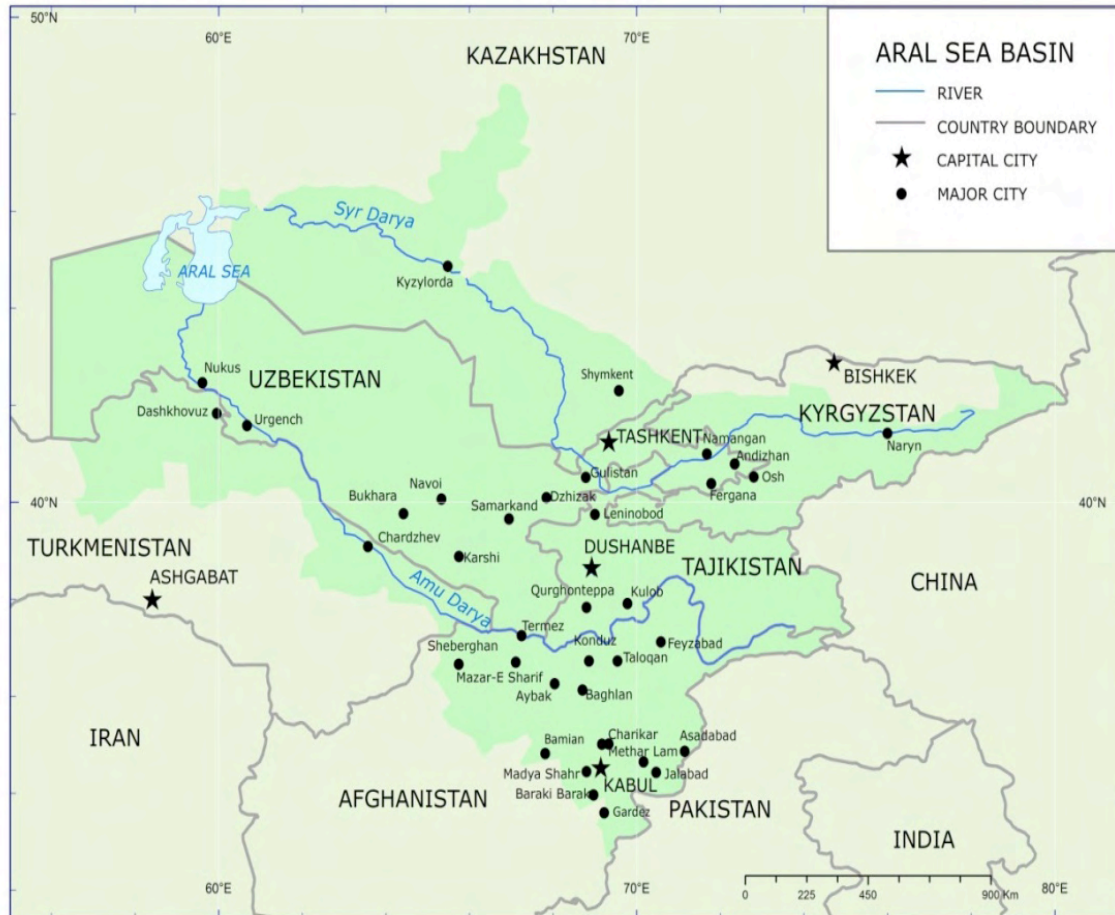 50°N
60°E
70°E
KAZAKHSTAN
ARAL SEA BASIN
RIVER
COUNTRY BOUNDARY
CAPITAL CITY
MAJOR CITY
Syr Darya
ARAL SEA
Kyzylorda
Nukus
UZBEKISTAN
Shymkent
BISHKEK
Dashkhovuz
Urgench
KYRGYZSTAN
TASHKENT
Namangan
Naryn
Andizhan
Gulistan
Osh
Navoi
Fergana
Bukhara
Dzhizak
40°N
40°N
Samarkand
Leninobod
Chardzhev
TURKMENISTAN
Karshi
DUSHANBE
TAJIKISTAN
CHINA
ASHGABAT
Qurghonteppa
Kulob
Amu Darya
Termez
Konduz
Feyzabad
Sheberghan
Taloqan
Mazar-E Sharif
Aybak
Baghlan
IRAN
Bamian
Charikar
Asadabad
Methar Lam
Madya Shahr
Jalabad
KABUL
AFGHANISTAN
Baraki Barak
PAKISTAN
Gardez
INDIA
60°E
70°E
0 225 450 900 Km
80°E